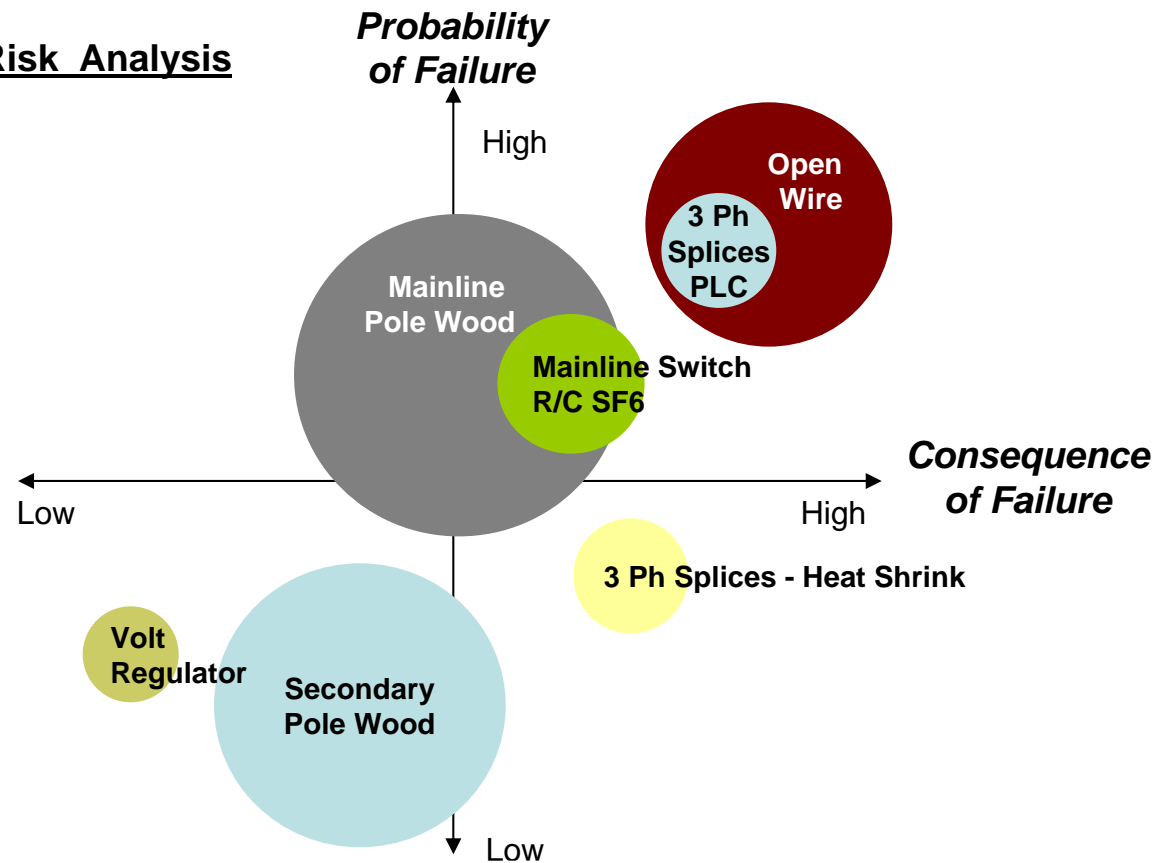 Risk Analysis
Probability
of Failure
High
Open
Wire
3 Ph
Splices
PLC
Mainline
Pole Wood
Mainline Switch
R/C SF6
Consequence
of Failure
Low
High
3 Ph Splices - Heat Shrink
Volt
Regulator
Secondary
Pole Wood
Low